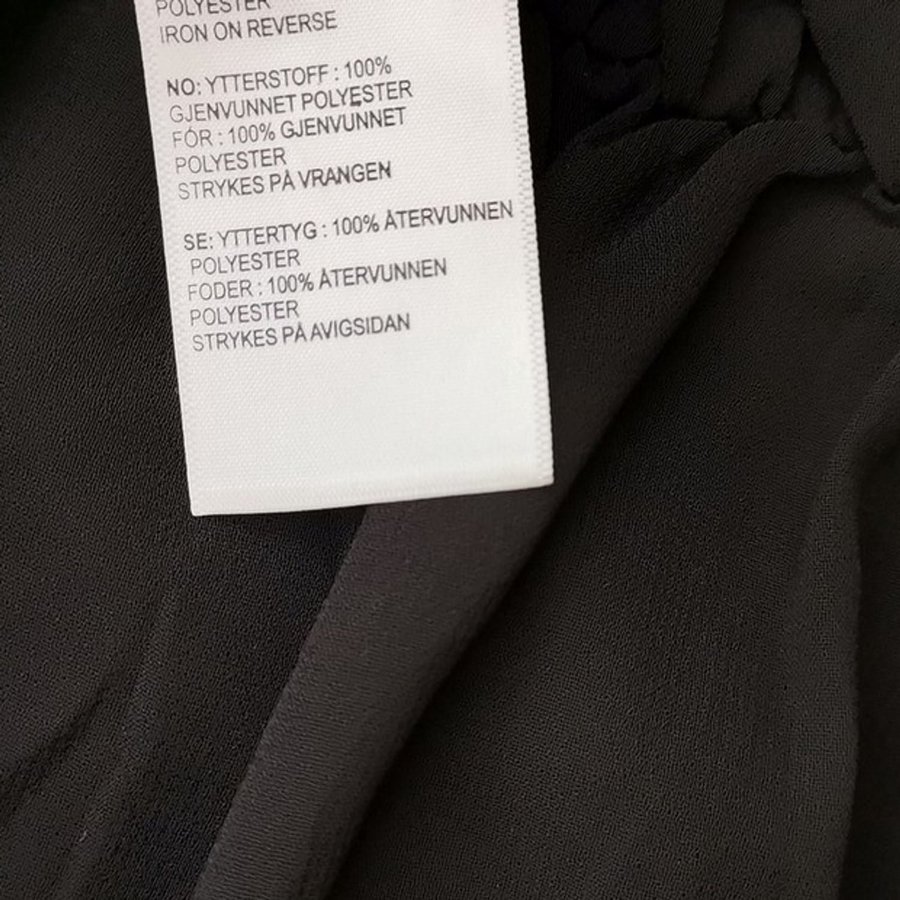 POLYESTER
IRON ON REVERSE
NO: YTTERSTOFF : 100%
GJENVUNNET POLYESTER
FÓR : 100% GJENVUNNET
POLYESTER
STRYKES PÅ VRANGEN
SE: YTTERTYG : 100% ÅTERVUNNEN
POLYESTER
FODER : 100% ÅTERVUNNEN
POLYESTER
STRYKES PÅ AVIGSIDAN